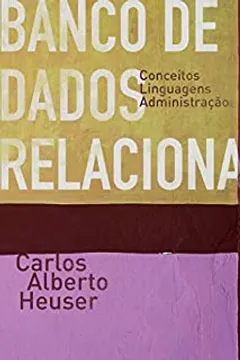 BANCO DE
DADOS
Conceitos
Linguagens
Administração
RELACIONA
Carlos
Alberto
Heuser